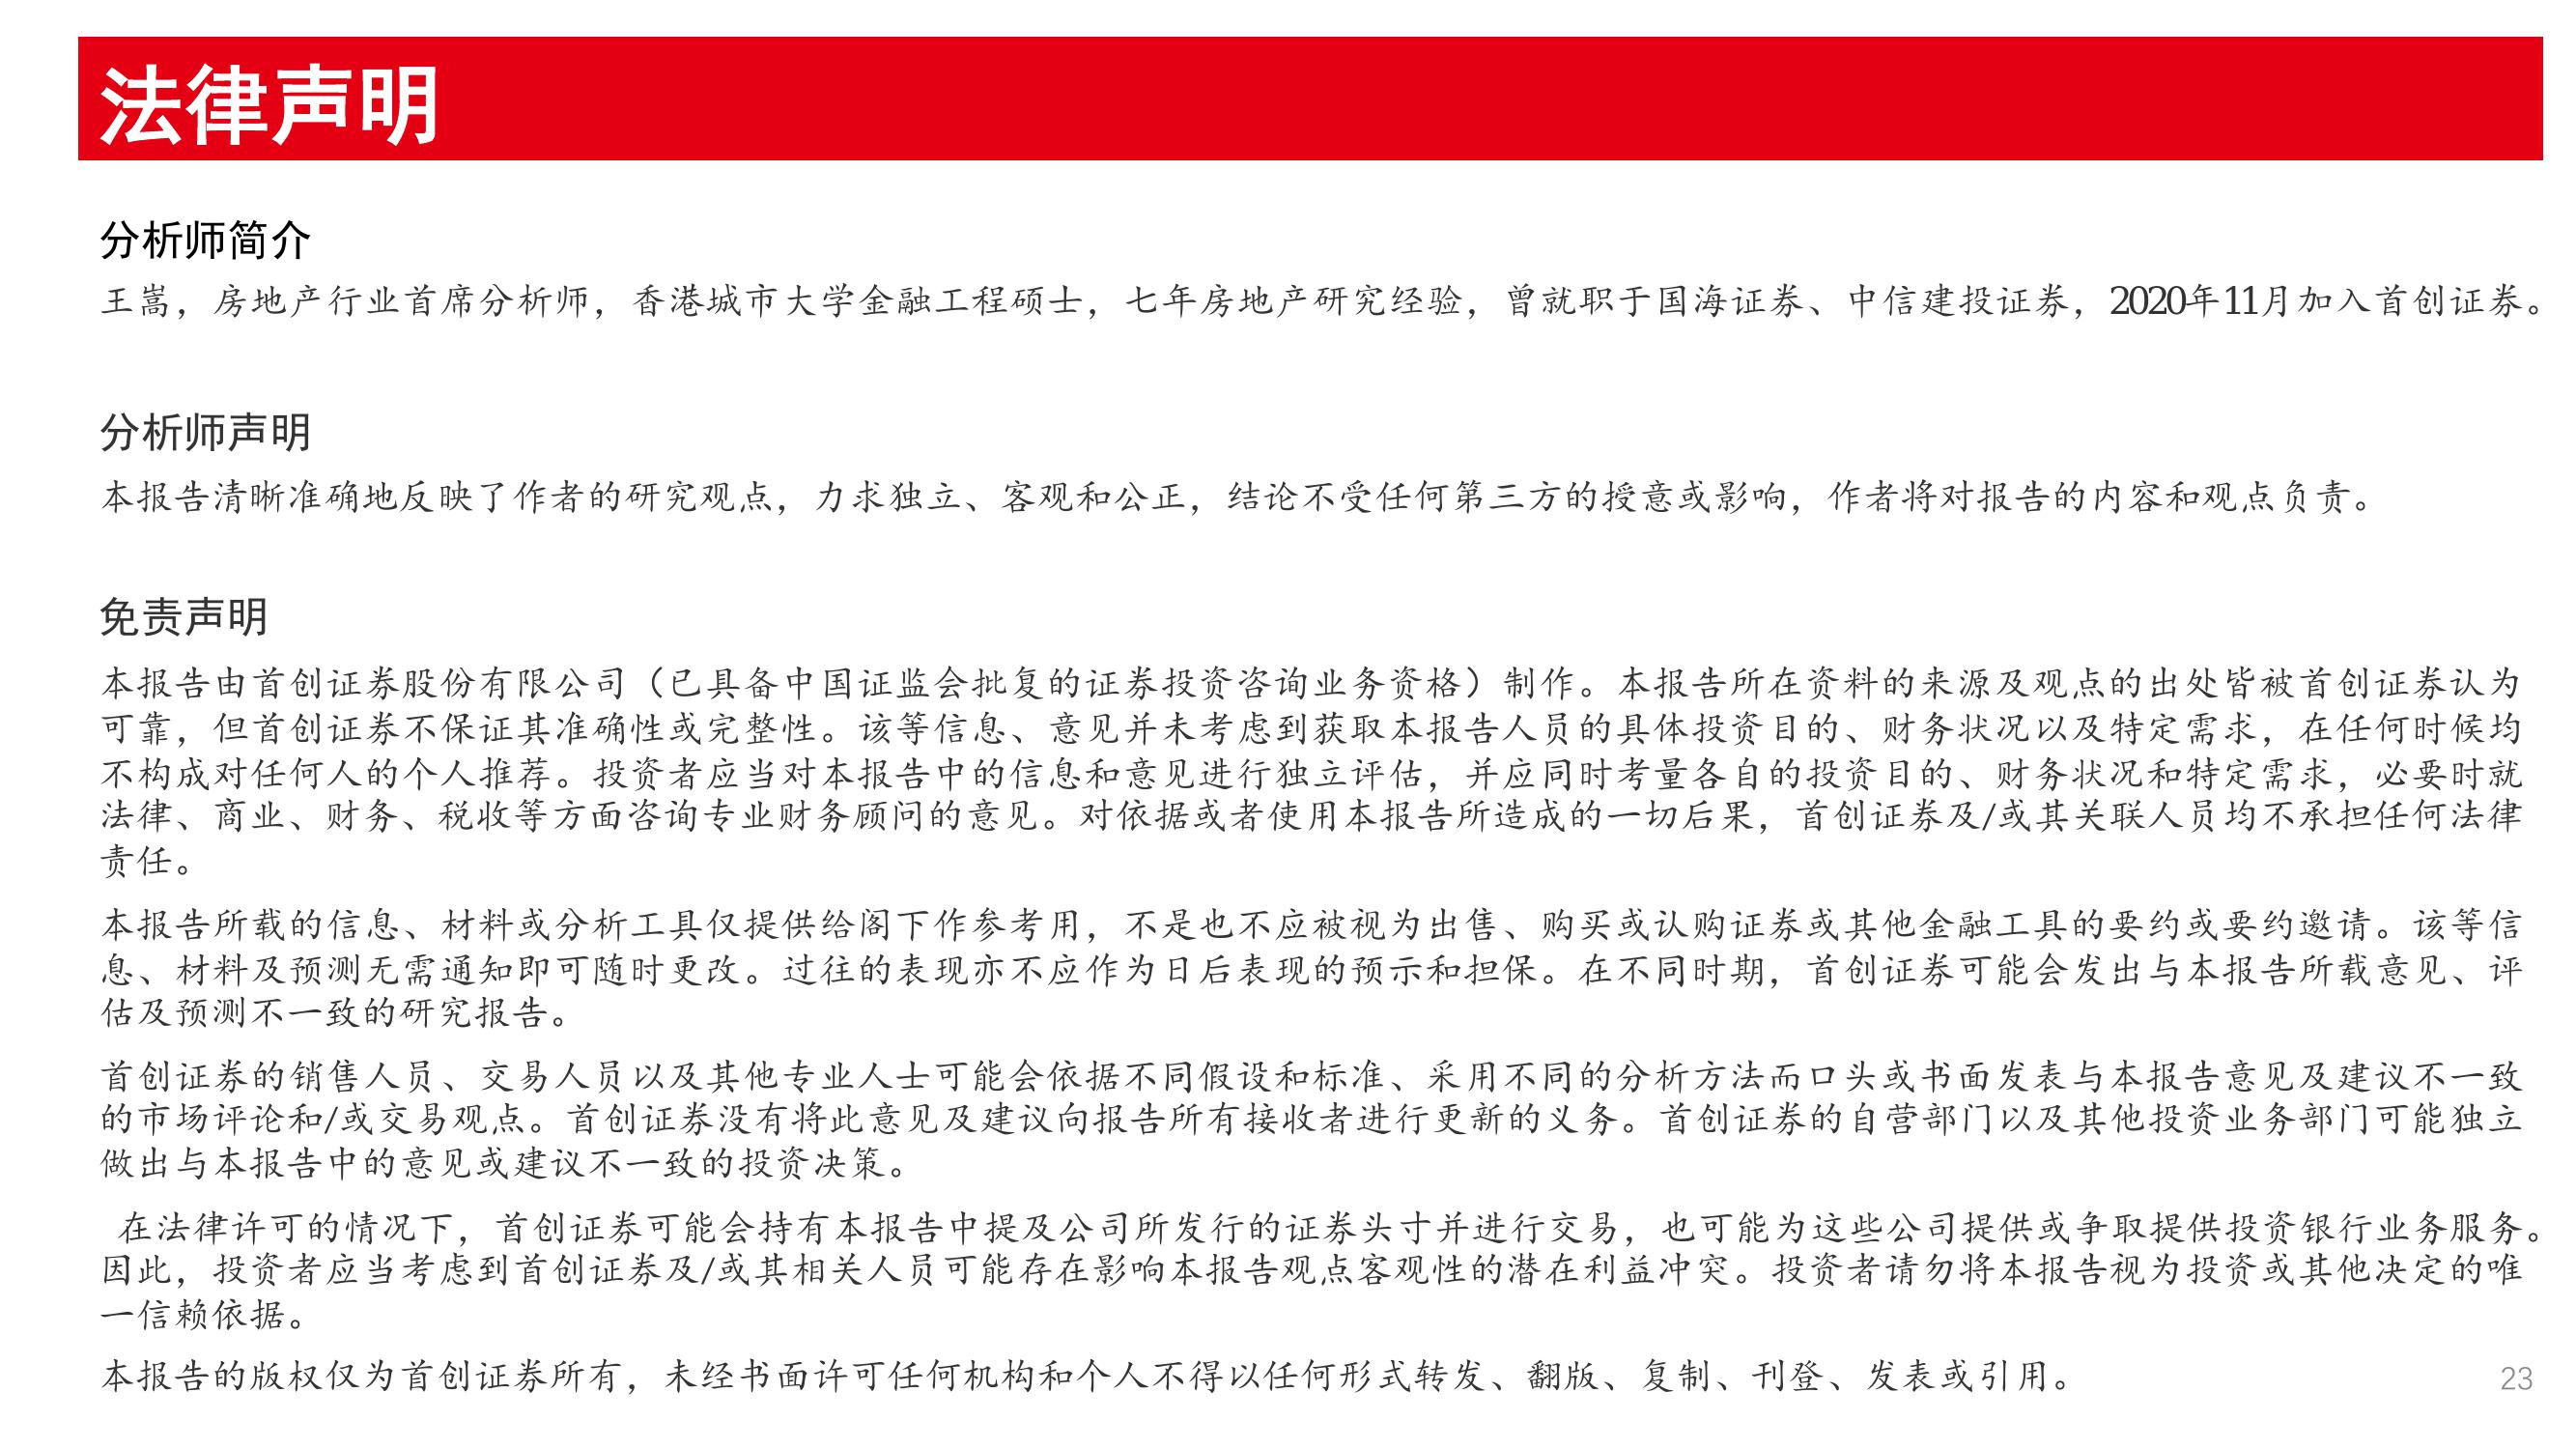 法律声明
分析师简介
王嵩，房地产行业首席分析师，香港城市大学金融工程硕士，七年房地产研究经验，曾就职于国海证券、中信建投证券，2020年11月加入首创证券。
分析师声明
本报告清晰准确地反映了作者的研究观点，力求独立、客观和公正，结论不受任何第三方的授意或影响，作者将对报告的内容和观点负责。
免责声明
本报告由首创证券股份有限公司（已具备中国证监会批复的证券投资咨询业务资格）制作。本报告所在资料的来源及观点的出处皆被首创证券认为
可靠，但首创证券不保证其准确性或完整性。该等信息、意见并未考虑到获取本报告人员的具体投资目的、财务状况以及特定需求，在任何时候均
不构成对任何人的个人推荐。投资者应当对本报告中的信息和意见进行独立评估，并应同时考量各自的投资目的、财务状况和特定需求，必要时就
法律、商业、财务、税收等方面咨询专业财务顾问的意见。对依据或者使用本报告所造成的一切后果，首创证券及/或其关联人员均不承担任何法律
责任。
本报告所载的信息、材料或分析工具仅提供给阁下作参考用，不是也不应被视为出售、购买或认购证券或其他金融工具的要约或要约邀请。该等信
息、材料及预测无需通知即可随时更改。过往的表现亦不应作为日后表现的预示和担保。在不同时期，首创证券可能会发出与本报告所载意见、评
估及预测不一致的研究报告。
首创证券的销售人员、交易人员以及其他专业人士可能会依据不同假设和标准、采用不同的分析方法而口头或书面发表与本报告意见及建议不一致
的市场评论和/或交易观点。首创证券没有将此意见及建议向报告所有接收者进行更新的义务。首创证券的自营部门以及其他投资业务部门可能独立
做出与本报告中的意见或建议不一致的投资决策。
在法律许可的情况下，首创证券可能会持有本报告中提及公司所发行的证券头寸并进行交易，也可能为这些公司提供或争取提供投资银行业务服务。
因此，投资者应当考虑到首创证券及/或其相关人员可能存在影响本报告观点客观性的潜在利益冲突。投资者请勿将本报告视为投资或其他决定的唯
一信赖依据。
本报告的版权仅为首创证券所有，未经书面许可任何机构和个人不得以任何形式转发、翻版、复制、刊登、发表或引用。
23